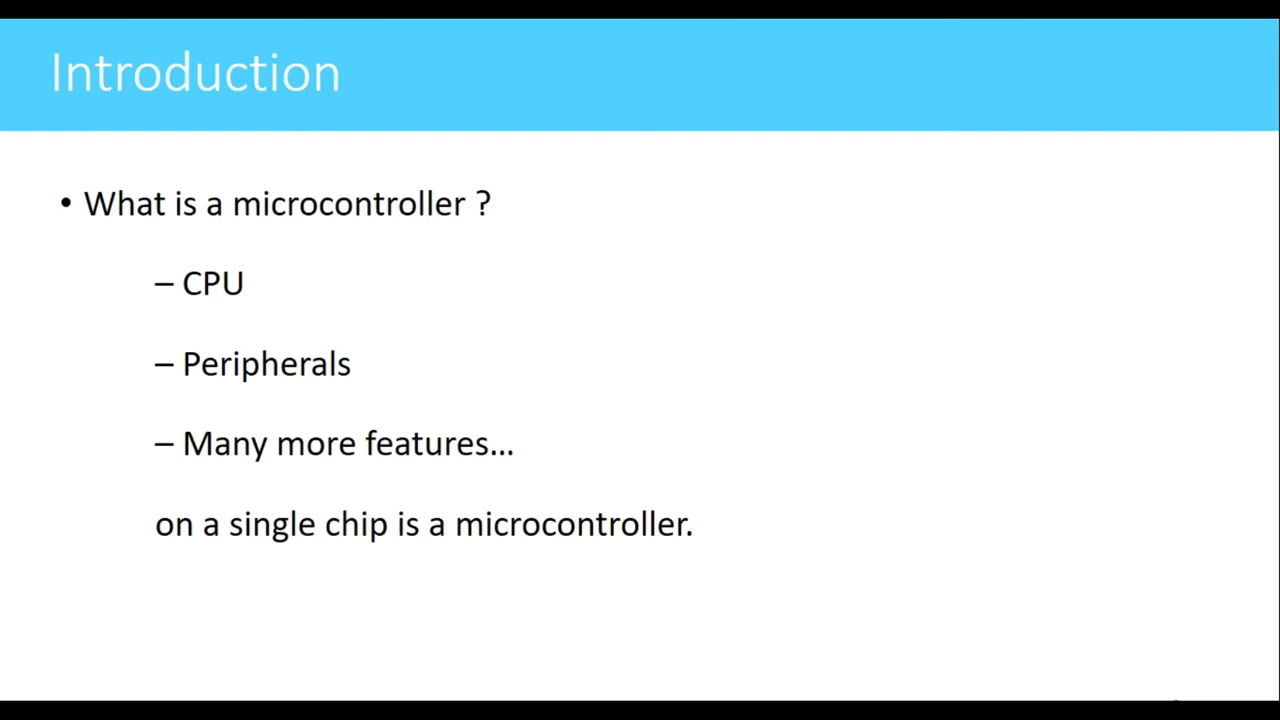 Introduction
• What is a microcontroller ?
– CPU
– Peripherals
– Many more features...
on a single chip is a microcontroller.